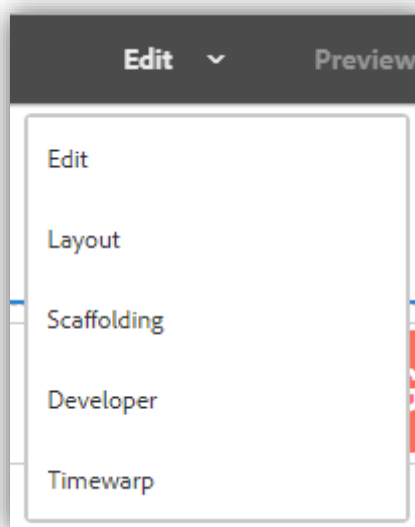 Edit Preview
Edit
Layout
Scaffolding
Developer
Timewarp